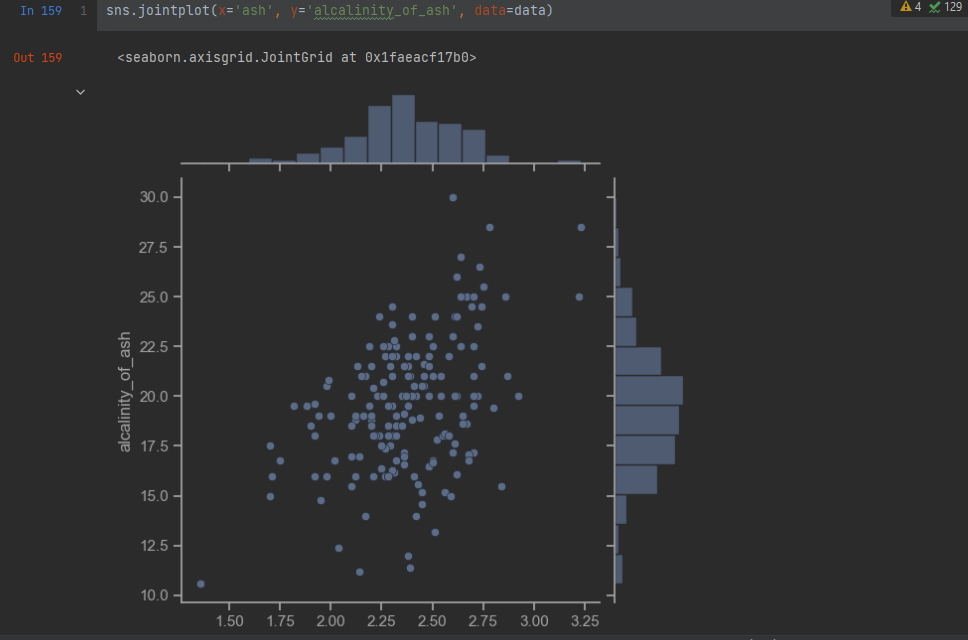 In 159 1 sns.jointplot(x='ash', y='alcalinity_of_ash', data=data) 4 129
Out 159 <seaborn.axisgrid.JointGrid at 0x1faeacf17b0>
30.0
27.5
25.0
22.5
20.0
17.5
15.0
12.5
10.0
alcalinity_of_ash
1.50 1.75 2.00 2.25 2.50 2.75 3.00 3.25